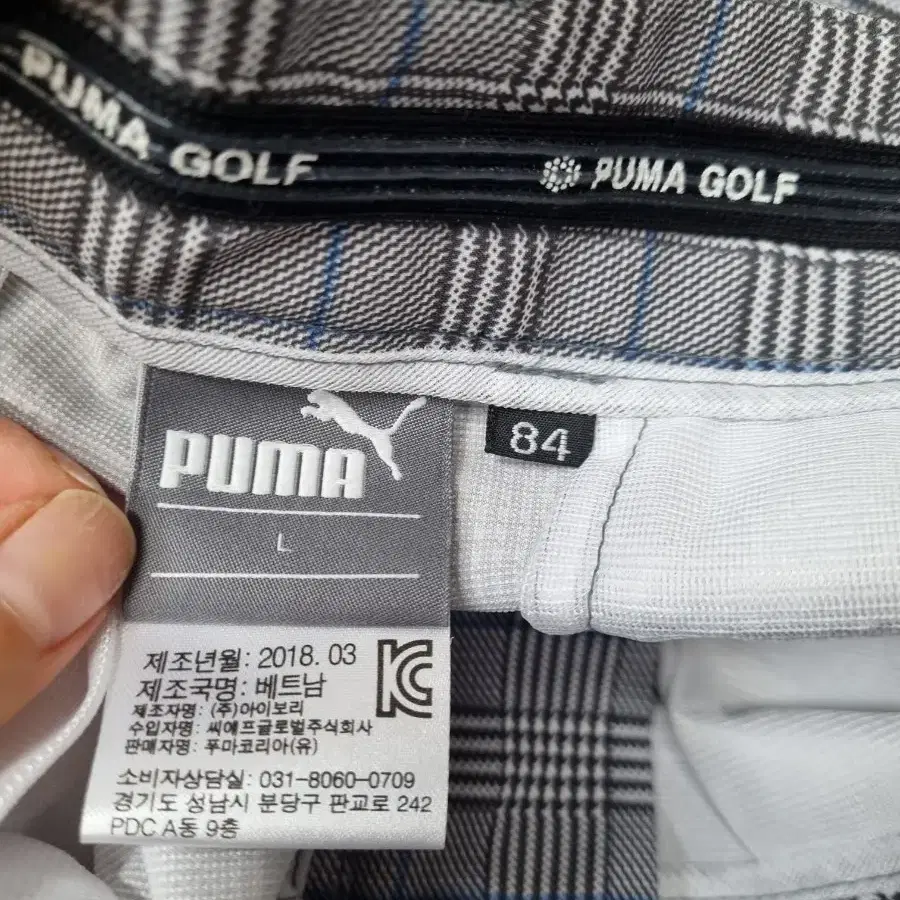 PUMA GOLF
PUMA GOLF
PUMA
84
L
제조년월: 2018. 03
제조국명: 베트남
제조자명: (주)아이보리
수입자명: 씨에프글로벌주식회사
판매자명: 푸마코리아(유)
소비자상담실: 031-8060-0709
경기도 성남시 분당구 판교로 242
PDC A동 9층